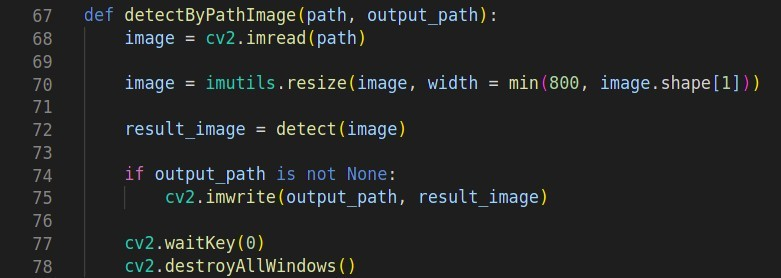 67 def detectByPathImage(path, output_path):
68     image = cv2.imread(path)
69
70     image = imutils.resize(image, width = min(800, image.shape[1]))
71
72     result_image = detect(image)
73
74     if output_path is not None:
75         cv2.imwrite(output_path, result_image)
76
77     cv2.waitKey(0)
78     cv2.destroyAllWindows()